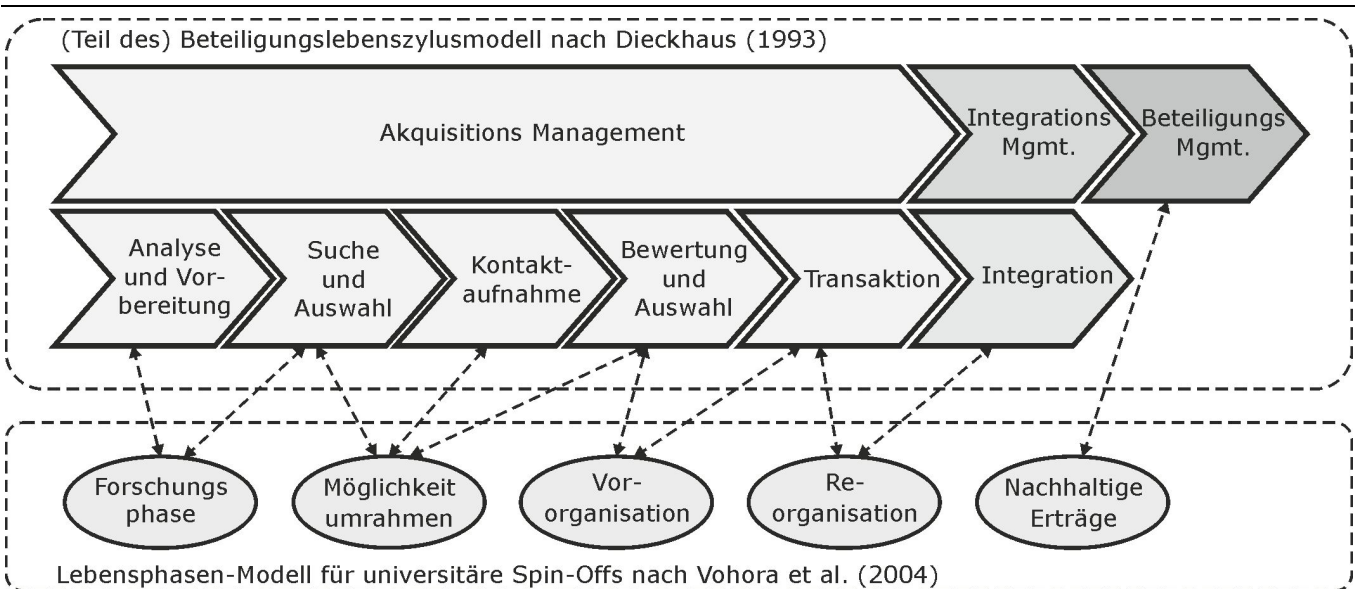 (Teil des) Beteiligungslebenszylusmodell nach Dieckhaus (1993)
Akquisitions Management
Integrations
Mgmt.
Beteiligungs
Mgmt.
Analyse
und Vor-
bereitung
Suche
und
Auswahl
Kontakt-
aufnahme
Bewertung
und
Auswahl
Transaktion
Integration
Forschungs
phase
Möglichkeit
umrahmen
Vor-
organisation
Re-
organisation
Nachhaltige
Erträge
Lebensphasen-Modell für universitäre Spin-Offs nach Vohora et al. (2004)